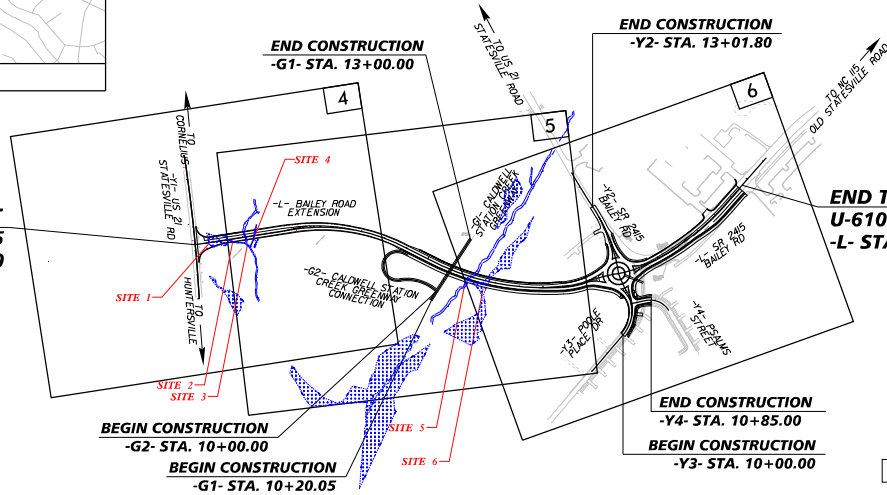 END CONSTRUCTION
-G1- STA. 13+00.00
END CONSTRUCTION
-Y2- STA. 13+01.80
TO US 21
STATESVILLE ROAD
TO NC 115
OLD STATESVILLE ROAD
4
5
6
TO
CORNELIUS
-Y1- US 21
STATESVILLE RD
SITE 4
-L- BAILEY ROAD
EXTENSION
-G1- CALDWELL
STATION CREEK
GREENWAY
-Y2- SR 2415
BAILEY RD
-L- SR 2415
BAILEY RD
END T
U-610
-L- STA
SITE 1
TO
HUNTERSVILLE
-G2- CALDWELL STATION
CREEK GREENWAY
CONNECTION
-Y3- POOLE
PLACE DR
-Y4- PSALMS
STREET
SITE 2
SITE 3
SITE 5
SITE 6
BEGIN CONSTRUCTION
-G2- STA. 10+00.00
BEGIN CONSTRUCTION
-G1- STA. 10+20.05
END CONSTRUCTION
-Y4- STA. 10+85.00
BEGIN CONSTRUCTION
-Y3- STA. 10+00.00